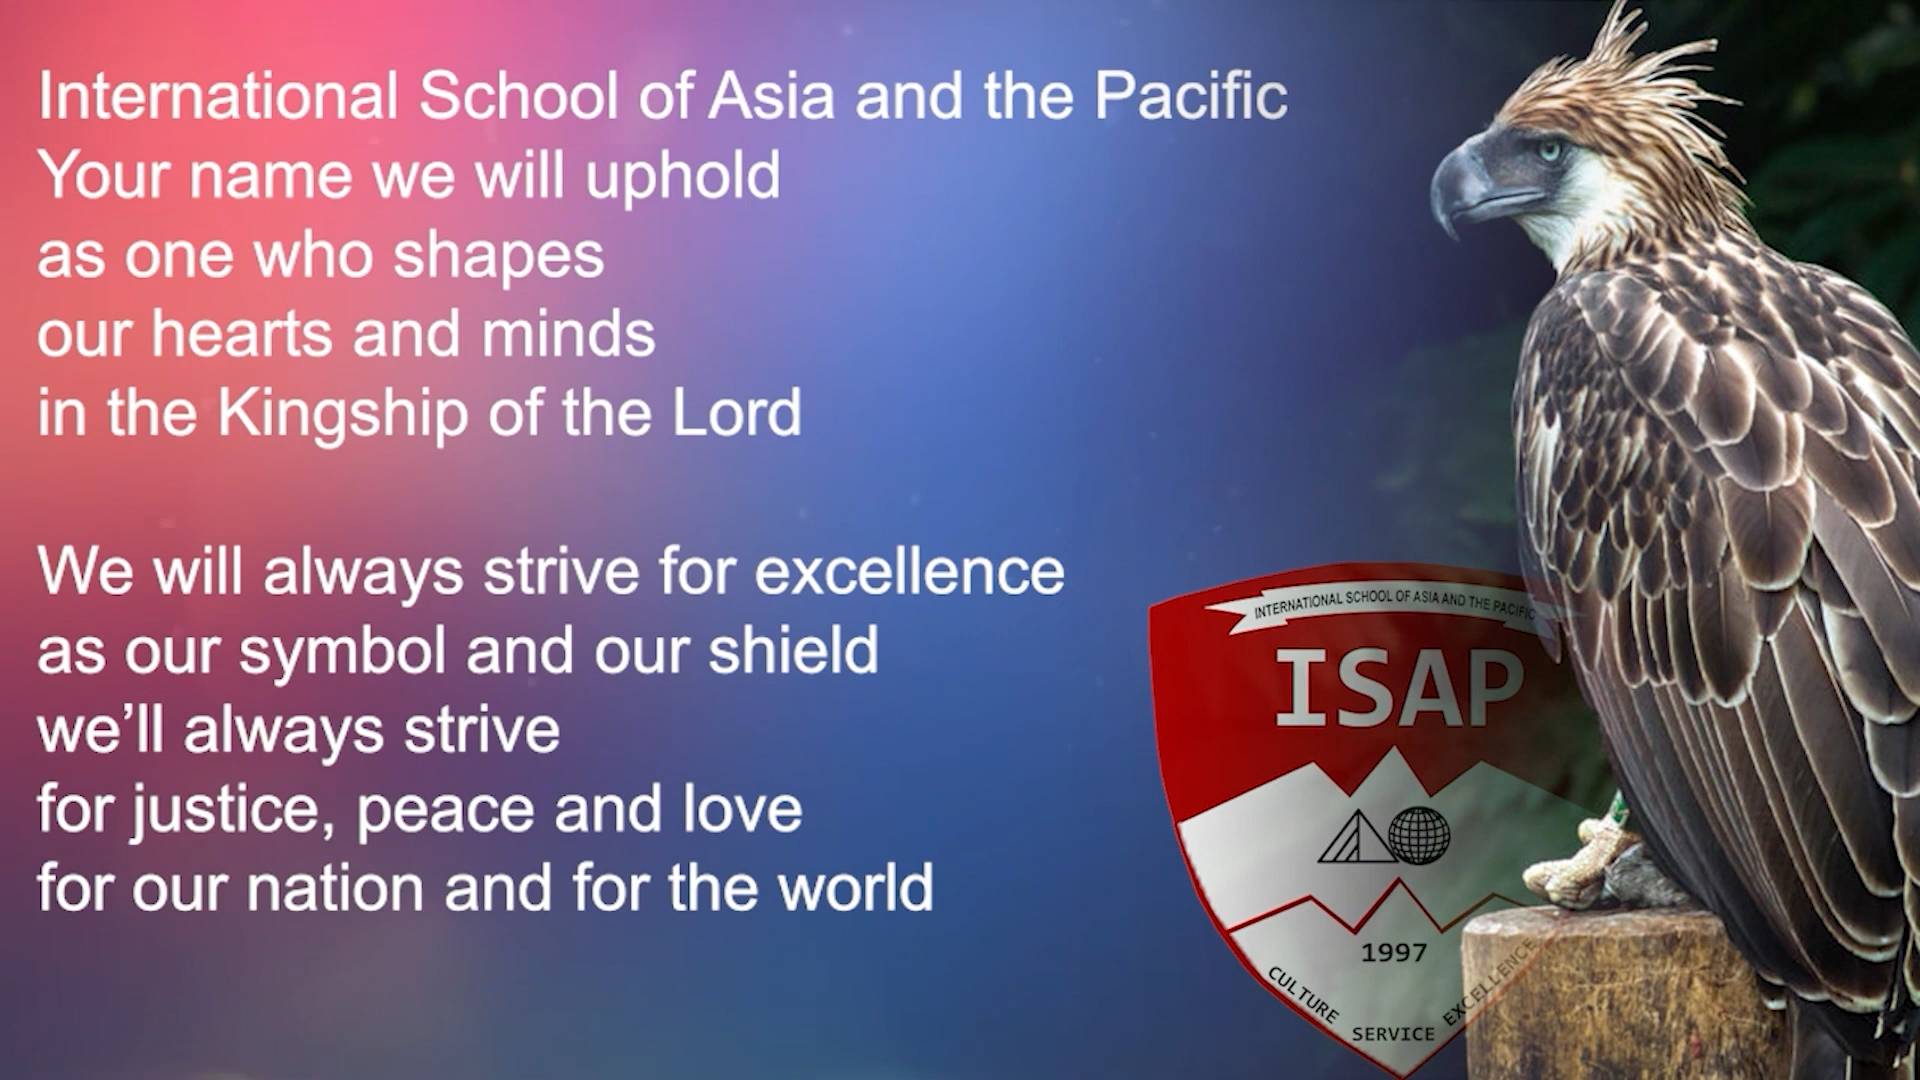 International School of Asia and the Pacific
Your name we will uphold
as one who shapes
our hearts and minds
in the Kingship of the Lord
We will always strive for excellence
as our symbol and our shield
we’ll always strive
for justice, peace and love
for our nation and for the world
INTERNATIONAL SCHOOL OF ASIA AND THE PACIFIC
ISAP
1997
CULTURE
SERVICE
EXCELLENCE